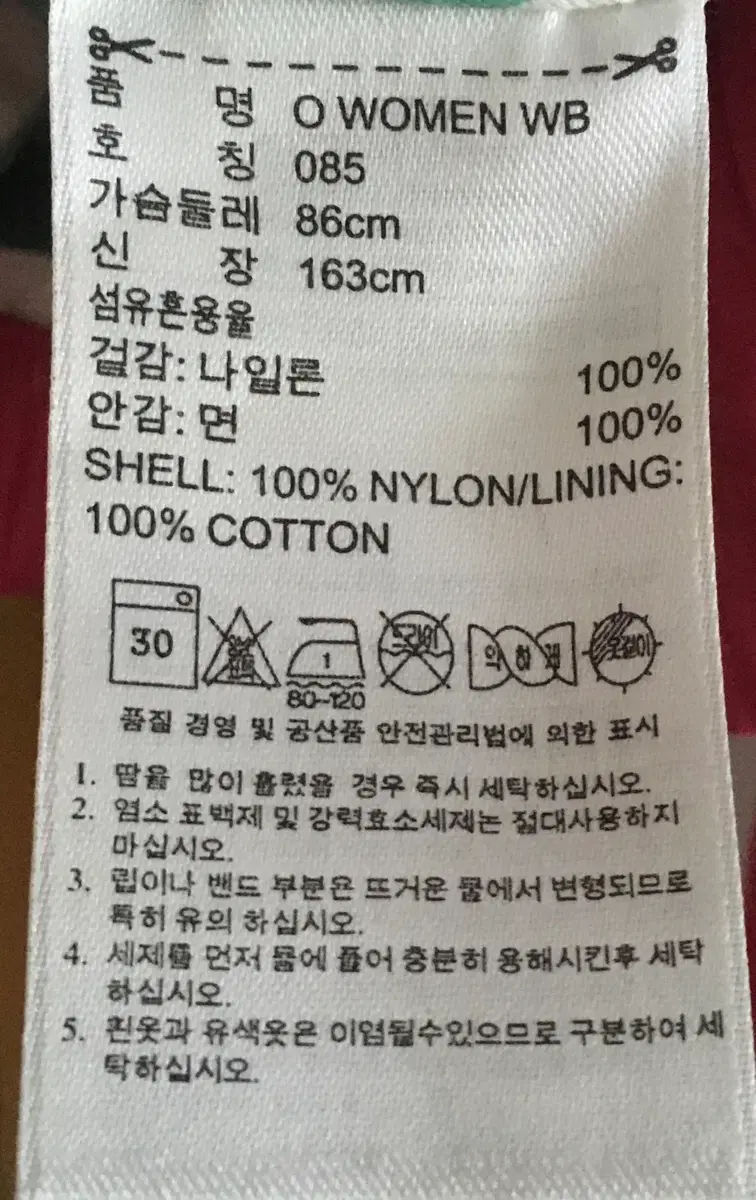 품 명 O WOMEN WB
호 칭 085
가슴둘레 86cm
신 장 163cm
섬유혼용율
겉감: 나일론 100%
안감: 면 100%
SHELL: 100% NYLON/LINING:
100% COTTON
30 1 드라이 약 하 게 옷걸이
80~120
품질 경영 및 공산품 안전관리법에 의한 표시
1. 땀을 많이 흘렸을 경우 즉시 세탁하십시오.
2. 염소 표백제 및 강력효소세제는 절대사용하지
마십시오.
3. 립이나 밴드 부분은 뜨거운 물에서 변형되므로
특히 유의 하십시오.
4. 세제를 먼저 물에 풀어 충분히 용해시킨후 세탁
하십시오.
5. 흰옷과 유색옷은 이염될수있으므로 구분하여 세
탁하십시오.